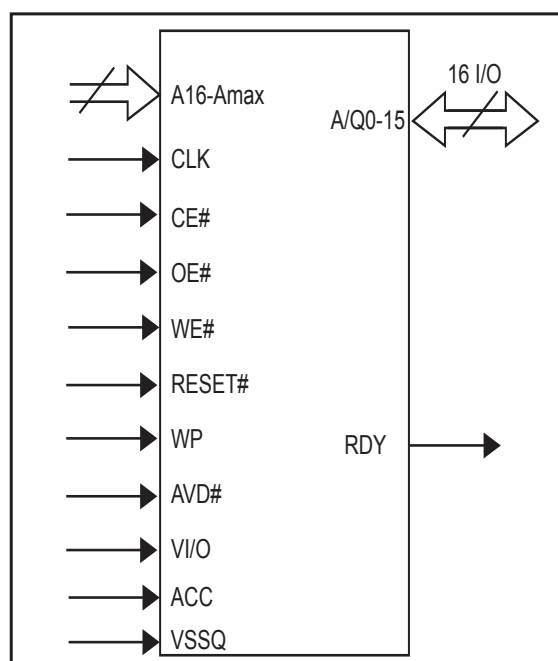 A16-Amax
16 I/O
A/Q0-15
CLK
CE#
OE#
WE#
RESET#
WP
RDY
AVD#
VI/O
ACC
VSSQ